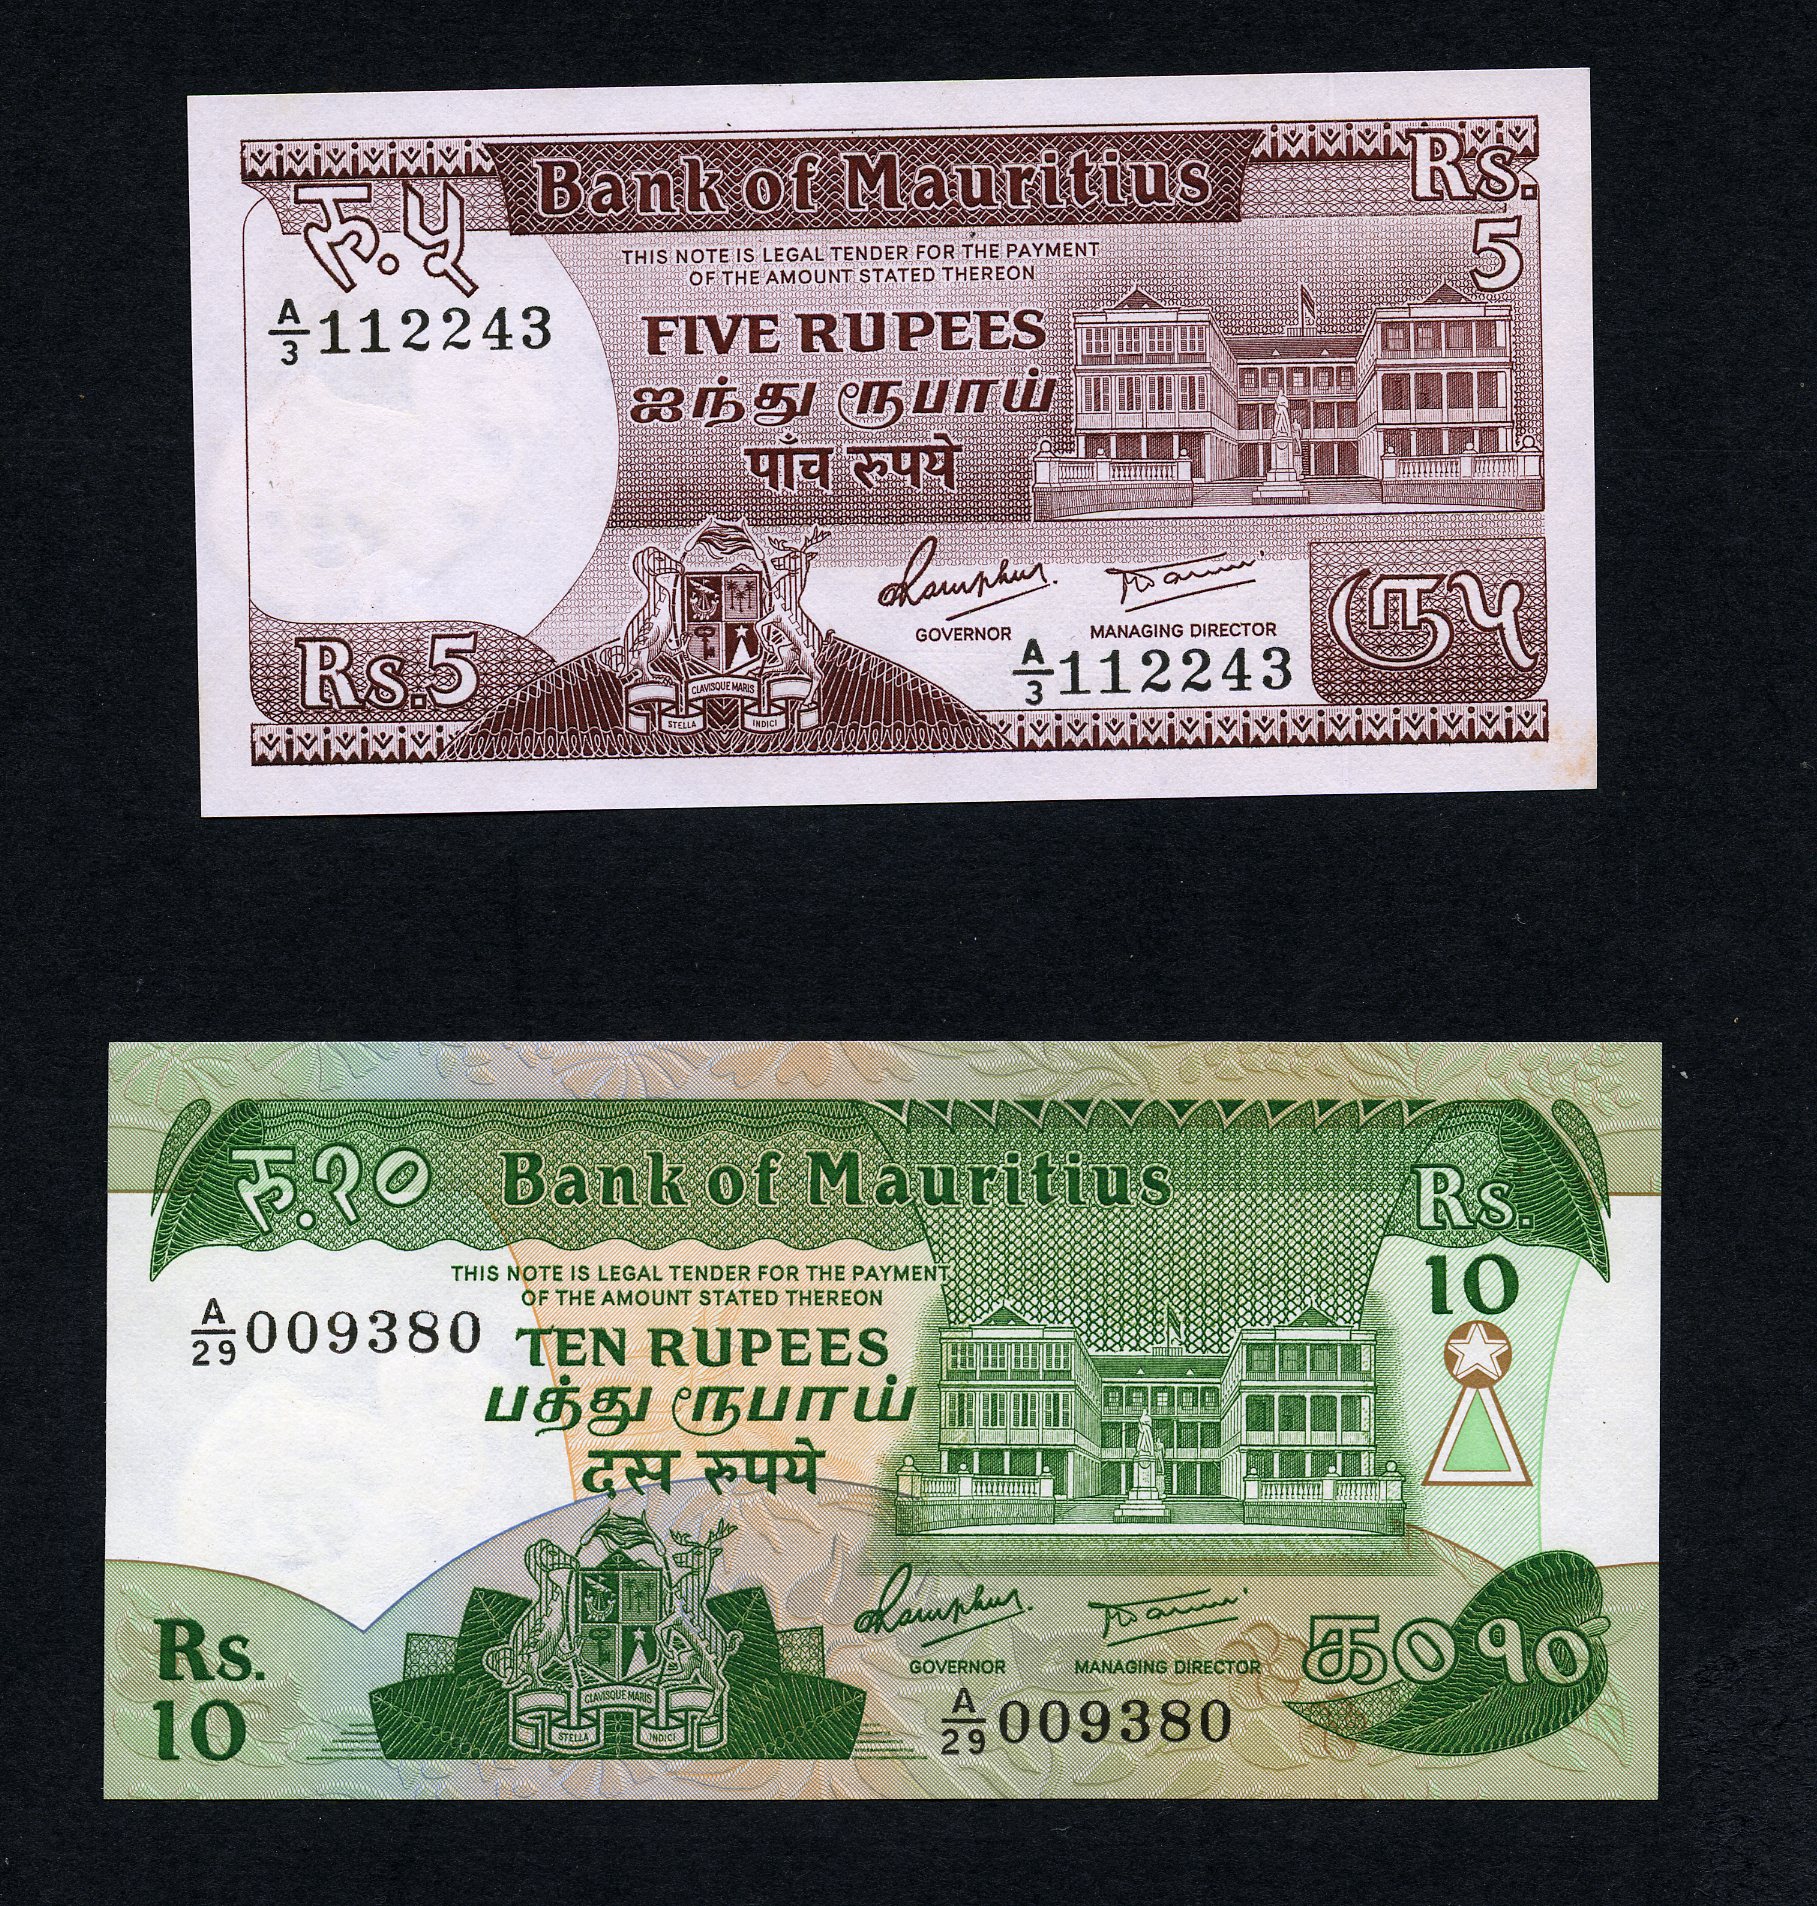 Bank of Mauritius
रु.५
Rs.
5
THIS NOTE IS LEGAL TENDER FOR THE PAYMENT
OF THE AMOUNT STATED THEREON
A/3 112243
FIVE RUPEES
ஐந்து ரூபாய்
पाँच रुपये
GOVERNOR
MANAGING DIRECTOR
Rs.5
CLAVISQUE MARIS
STELLA INDICI
A/3 112243
௫ ૫
रु.१०
Bank of Mauritius
Rs.
10
THIS NOTE IS LEGAL TENDER FOR THE PAYMENT
OF THE AMOUNT STATED THEREON
A/29 009380
TEN RUPEES
பத்து ரூபாய்
दस रुपये
GOVERNOR
MANAGING DIRECTOR
Rs.
10
CLAVISQUE MARIS
STELLA INDICI
A/29 009380
௧0 ૧૦